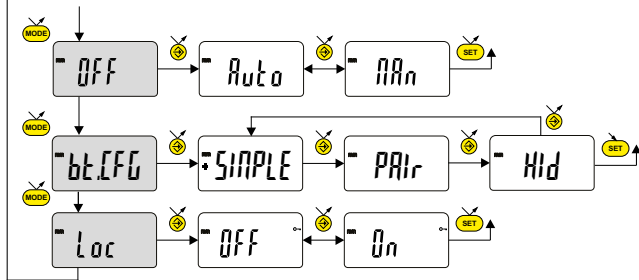 MODE
OFF Auto MAn SET
MODE
bt.CFG SIMPLE PAIr Hid SET
MODE
Loc OFF On SET